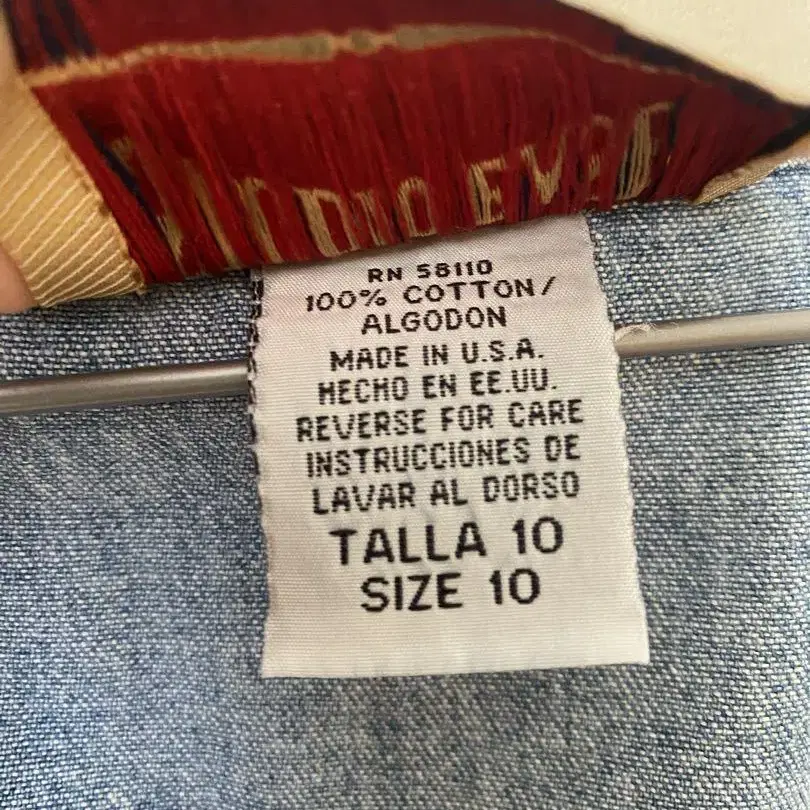 RN 58110
100% COTTON/
ALGODON
MADE IN U.S.A.
HECHO EN EE.UU.
REVERSE FOR CARE
INSTRUCCIONES DE
LAVAR AL DORSO
TALLA 10
SIZE 10